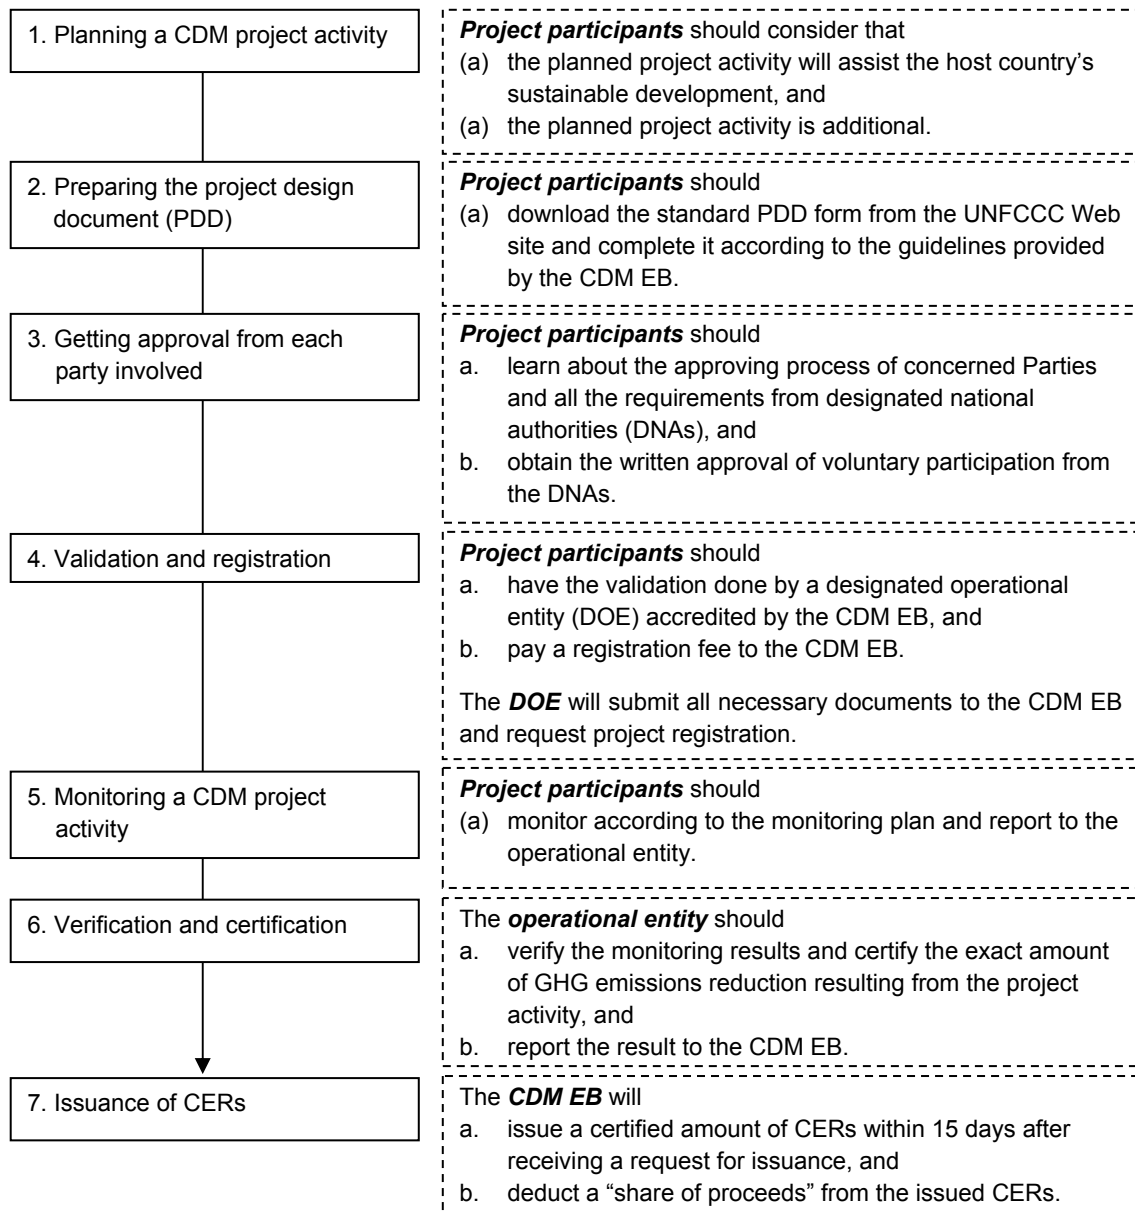 1. Planning a CDM project activity
Project participants should consider that
(a) the planned project activity will assist the host country's
sustainable development, and
(a) the planned project activity is additional.
2. Preparing the project design
document (PDD)
Project participants should
(a) download the standard PDD form from the UNFCCC Web
site and complete it according to the guidelines provided
by the CDM EB.
3. Getting approval from each
party involved
Project participants should
a. learn about the approving process of concerned Parties
and all the requirements from designated national
authorities (DNAs), and
b. obtain the written approval of voluntary participation from
the DNAs.
4. Validation and registration
Project participants should
a. have the validation done by a designated operational
entity (DOE) accredited by the CDM EB, and
b. pay a registration fee to the CDM EB.
The DOE will submit all necessary documents to the CDM EB
and request project registration.
5. Monitoring a CDM project
activity
Project participants should
(a) monitor according to the monitoring plan and report to the
operational entity.
6. Verification and certification
The operational entity should
a. verify the monitoring results and certify the exact amount
of GHG emissions reduction resulting from the project
activity, and
b. report the result to the CDM EB.
7. Issuance of CERs
The CDM EB will
a. issue a certified amount of CERs within 15 days after
receiving a request for issuance, and
b. deduct a “share of proceeds” from the issued CERs.